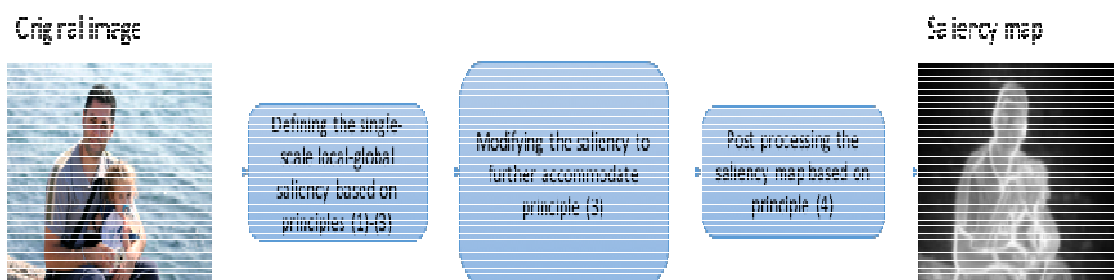 Original image
Saliency map
Defining the single-
scale local-global
saliency based on
principles (1)-(3)
Modifying the saliency to
further accommodate
principle (3)
Post processing the
saliency map based on
principle (4)